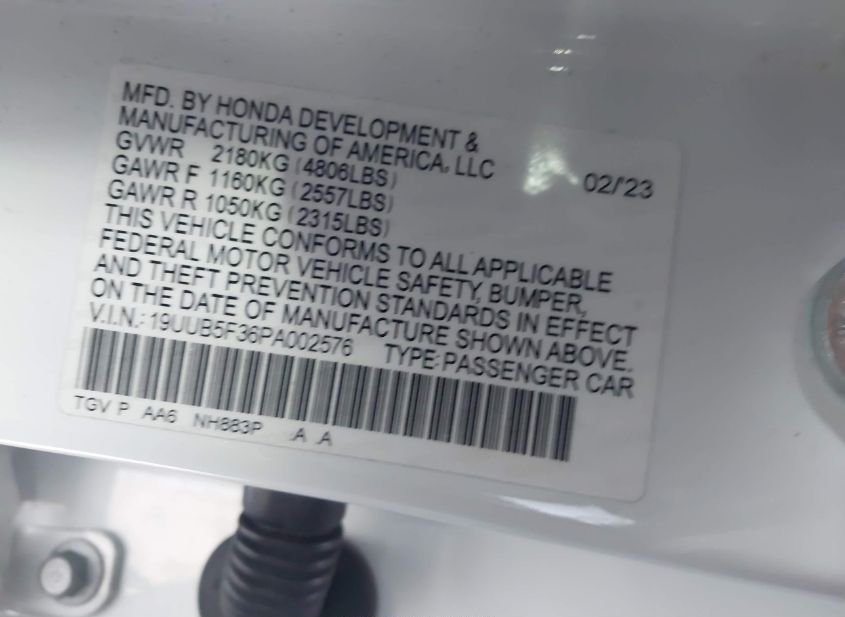 MFD. BY HONDA DEVELOPMENT &
MANUFACTURING OF AMERICA, LLC
GVWR 2180KG (4806LBS) 02/'23
GAWR F 1160KG (2557LBS)
GAWR R 1050KG (2315LBS)
THIS VEHICLE CONFORMS TO ALL APPLICABLE
FEDERAL MOTOR VEHICLE SAFETY, BUMPER,
AND THEFT PREVENTION STANDARDS IN EFFECT
ON THE DATE OF MANUFACTURE SHOWN ABOVE.
V.I.N.: 19UUB5F36PA002576 TYPE:PASSENGER CAR
TGV P AA6 NH883P .A .A